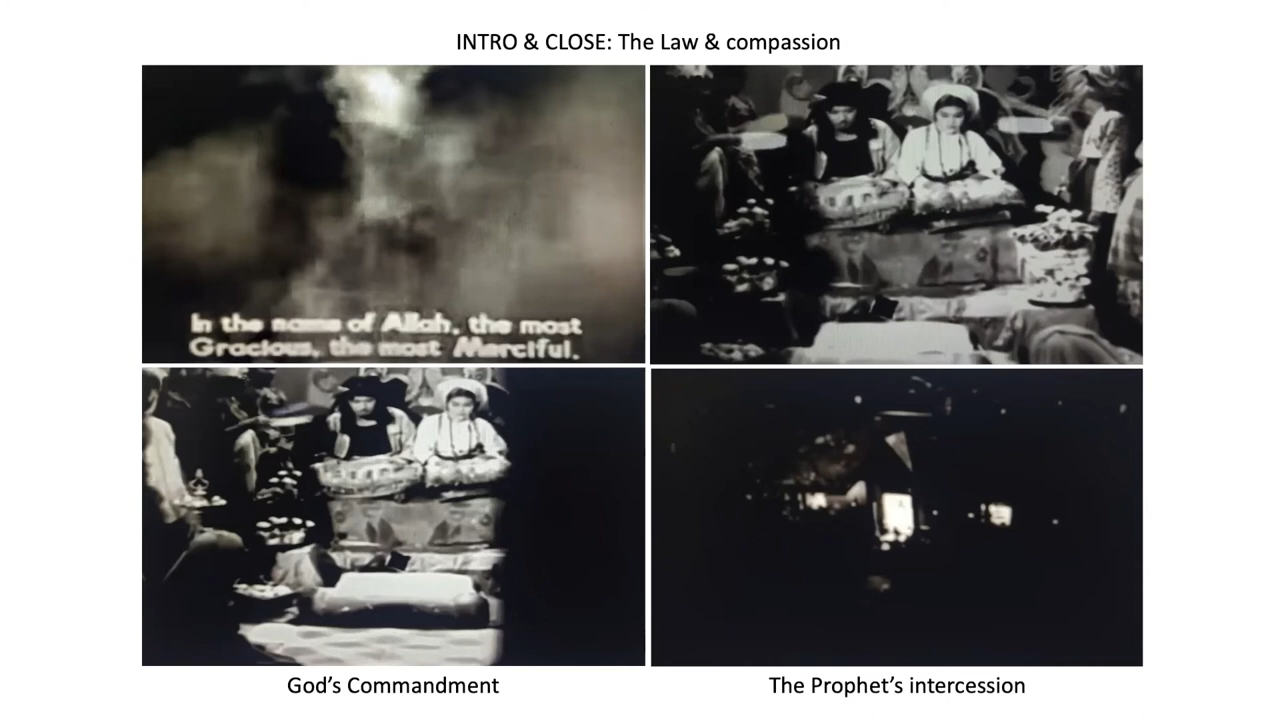 INTRO & CLOSE: The Law & compassion
In the name of Allah, the most
Gracious, the most Merciful.
God’s Commandment
The Prophet’s intercession